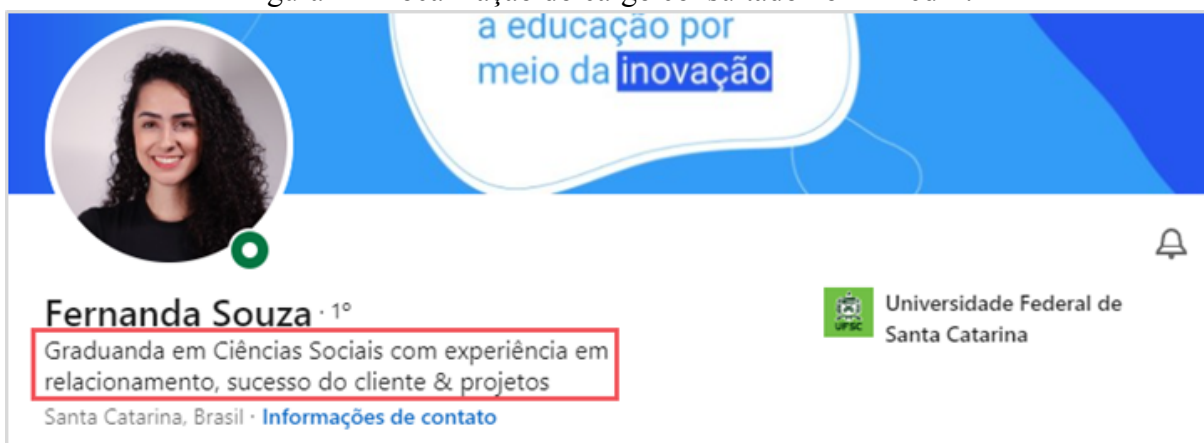 a educação por
meio da inovação
Fernanda Souza · 1º
Graduanda em Ciências Sociais com experiência em
relacionamento, sucesso do cliente & projetos
Santa Catarina, Brasil · Informações de contato
UFSC
Universidade Federal de
Santa Catarina